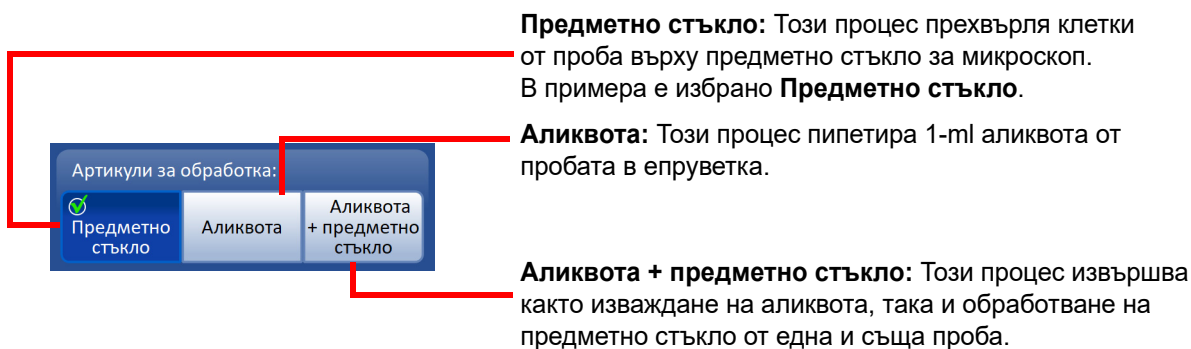 Предметно стъкло: Този процес прехвърля клетки
от проба върху предметно стъкло за микроскоп.
В примера е избрано Предметно стъкло.
Аликвота: Този процес пипетира 1-ml аликвота от
пробата в епруветка.
Артикули за обработка:
Предметно
стъкло
Аликвота
Аликвота
+ предметно
стъкло
Аликвота + предметно стъкло: Този процес извършва
както изваждане на аликвота, така и обработване на
предметно стъкло от една и съща проба.